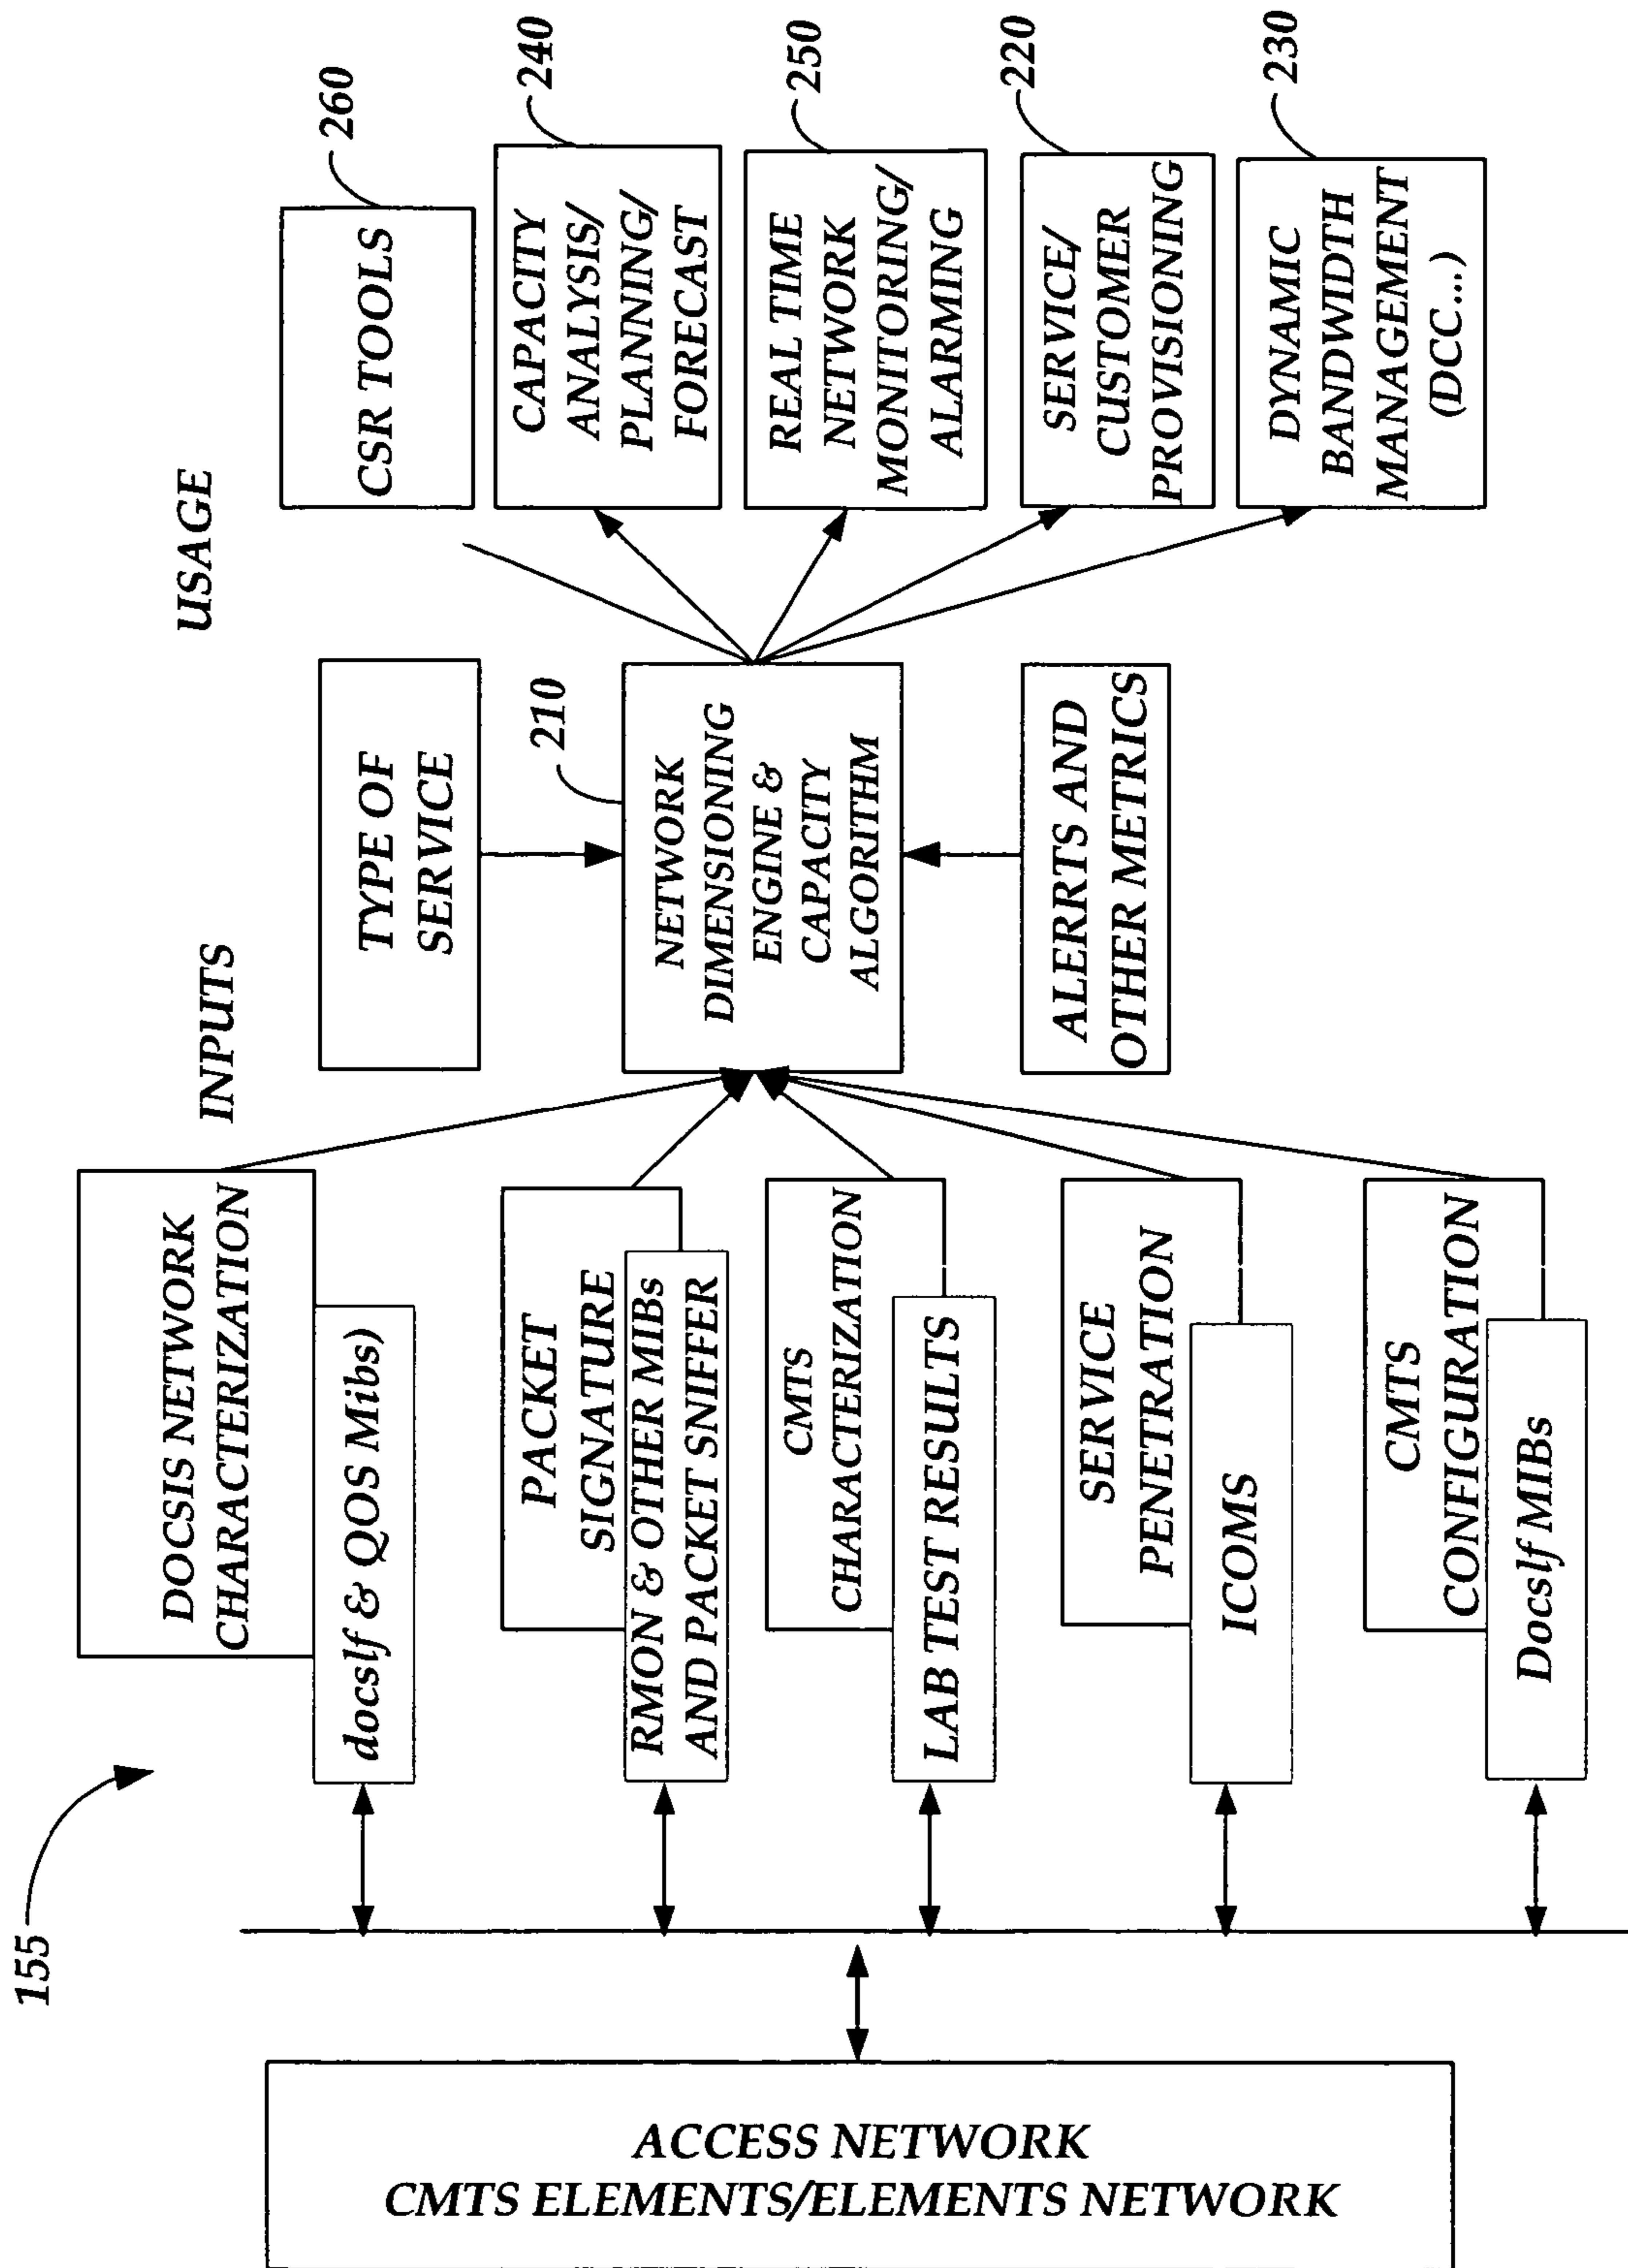 155
ACCESS NETWORK
CMTS ELEMENTS/ELEMENTS NETWORK
INPUTS
DOCSIS NETWORK
CHARACTERIZATION
docsIf & QOS Mibs)
PACKET
SIGNATURE
RMON & OTHER MIBs
AND PACKET SNIFFER
CMTS
CHARACTERIZATION
LAB TEST RESULTS
SERVICE
PENETRATION
ICOMS
CMTS
CONFIGURATION
DocsIf MIBs
TYPE OF
SERVICE
210
NETWORK
DIMENSIONING
ENGINE &
CAPACITY
ALGORITHM
ALERRTS AND
OTHER METRICS
USAGE
260
CSR TOOLS
240
CAPACITY
ANALYSIS/
PLANNING/
FORECAST
250
REAL TIME
NETWORK
MONITORING/
ALARMING
220
SERVICE/
CUSTOMER
PROVISIONING
230
DYNAMIC
BANDWIDTH
MANAGEMENT
(DCC....)